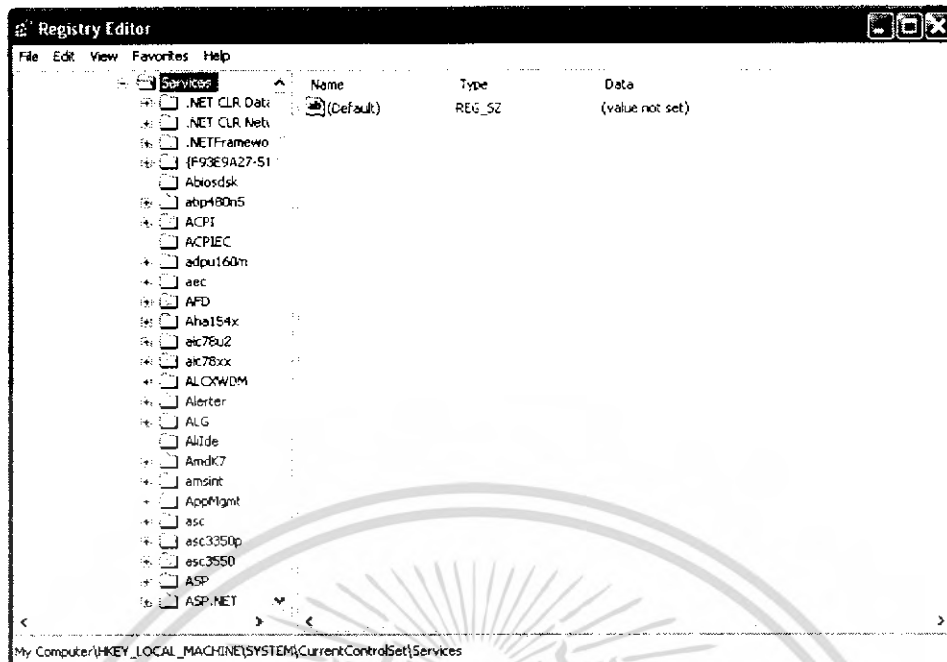 Registry Editor
File Edit View Favorites Help
Services
.NET CLR Data
.NET CLR Netw
.NETFramewo
{F93E9A27-51
Abiosdsk
abp480n5
ACPI
ACPIEC
adpu160m
aec
AFD
Aha154x
aic78u2
aic78xx
ALCXWDM
Alerter
ALG
AliIde
AmdK7
amsint
AppMgmt
asc
asc3350p
asc3550
ASP
ASP.NET
Name Type Data
(Default) REG_SZ (value not set)
My Computer\HKEY_LOCAL_MACHINE\SYSTEM\CurrentControlSet\Services